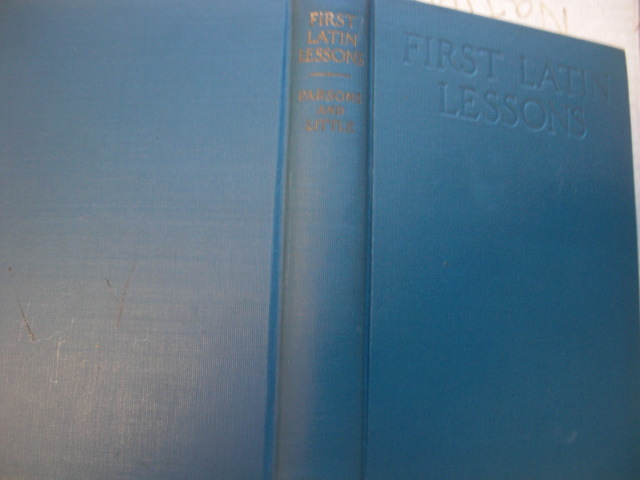 FIRST
LATIN
LESSONS
PARSONS
AND
LITTLE
FIRST LATIN
LESSONS